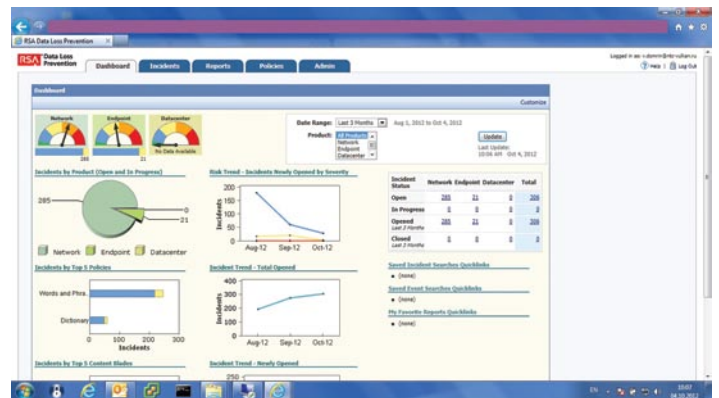 RSA Data Loss Prevention
RSA Data Loss Prevention
Dashboard Incidents Reports Policies Admin
Help | Log Out
Dashboard
Customize
Network Endpoint Datacenter
285 21 No Data Available
Date Range: Last 3 Months Aug 1, 2012 to Oct 4, 2012
Product: All Products
Network
Endpoint
Datacenter
Update
Last Update:
10:06 AM Oct 4, 2012
Incidents by Product (Open and In Progress)
285
0
21
Network Endpoint Datacenter
Risk Trend - Incidents Newly Opened by Severity
Incidents
200
150
100
50
0
Aug-12 Sep-12 Oct-12
Incident Status Network Endpoint Datacenter Total
Open 285 21 0 306
In Progress 0 0 0 0
Opened Last 3 Months 285 21 0 306
Closed Last 3 Months 0 0 0 0
Incidents by Top 5 Policies
Words and Phra..
Dictionary
0 100 200 300
Incidents
Incident Trend - Total Opened
Incidents
400
300
200
100
0
Aug-12 Sep-12 Oct-12
Saved Incident Searches Quicklinks
(none)
Saved Event Searches Quicklinks
(none)
My Favorite Reports Quicklinks
(none)
Incidents by Top 5 Content Blades
Incident Trend - Newly Opened
250
EN
10:07
04.10.2012